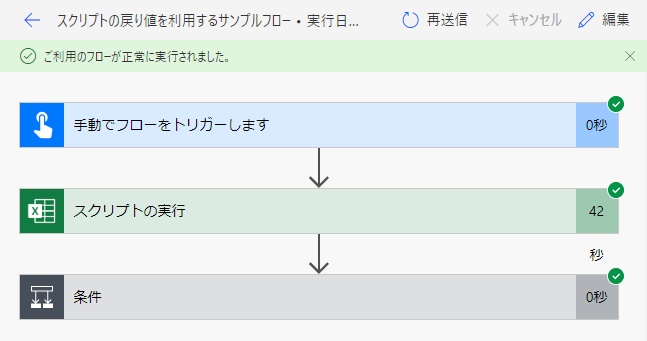 スクリプトの戻り値を利用するサンプルフロー • 実行日...
再送信
キャンセル
編集
ご利用のフローが正常に実行されました。
手動でフローをトリガーします
0秒
スクリプトの実行
42
秒
条件
0秒